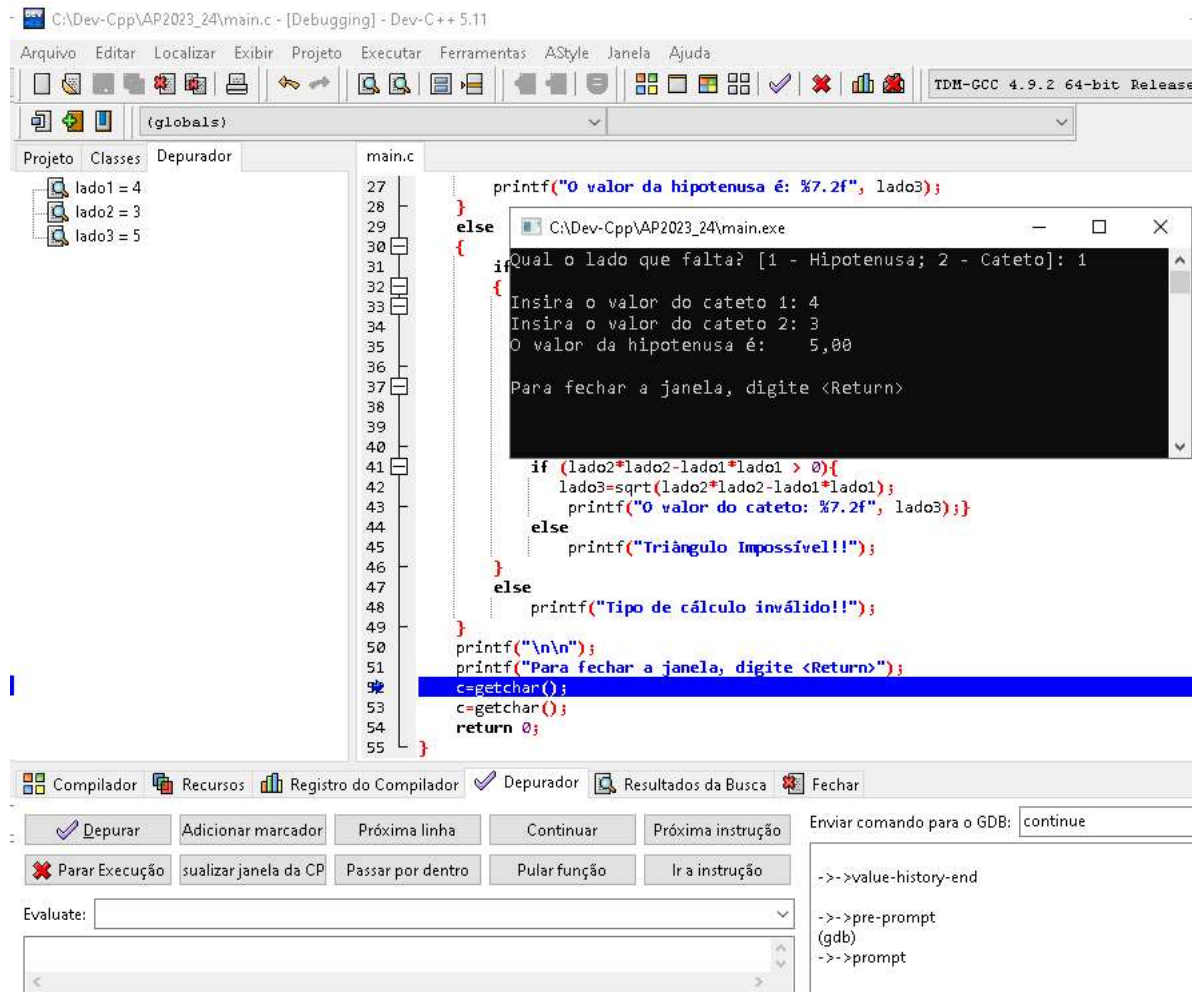 C:\Dev-Cpp\AP2023_24\main.c - [Debugging] - Dev-C++ 5.11
Arquivo Editar Localizar Exibir Projeto Executar Ferramentas AStyle Janela Ajuda
TDM-GCC 4.9.2 64-bit Release
(globals)
Projeto Classes Depurador
main.c
lado1 = 4
lado2 = 3
lado3 = 5
27 printf("O valor da hipotenusa é: %7.2f", lado3);
28 }
29 else
30 {
31 if
32 {
33
34
35
36
37
38
39
40
41 if (lado2*lado2-lado1*lado1 > 0){
42 lado3=sqrt(lado2*lado2-lado1*lado1);
43 printf("O valor do cateto: %7.2f", lado3);}
44 else
45 printf("Triângulo Impossível!!");
46 }
47 else
48 printf("Tipo de cálculo inválido!!");
49 }
50 printf("\n\n");
51 printf("Para fechar a janela, digite <Return>");
52 c=getchar();
53 c=getchar();
54 return 0;
55 }
C:\Dev-Cpp\AP2023_24\main.exe
Qual o lado que falta? [1 - Hipotenusa; 2 - Cateto]: 1
Insira o valor do cateto 1: 4
Insira o valor do cateto 2: 3
O valor da hipotenusa é: 5,00
Para fechar a janela, digite <Return>
Compilador Recursos Registro do Compilador Depurador Resultados da Busca Fechar
Depurar Adicionar marcador Próxima linha Continuar Próxima instrução
Parar Execução sualizar janela da CP Passar por dentro Pular função Ir a instrução
Evaluate:
Enviar comando para o GDB: continue
->->value-history-end
->->pre-prompt
(gdb)
->->prompt